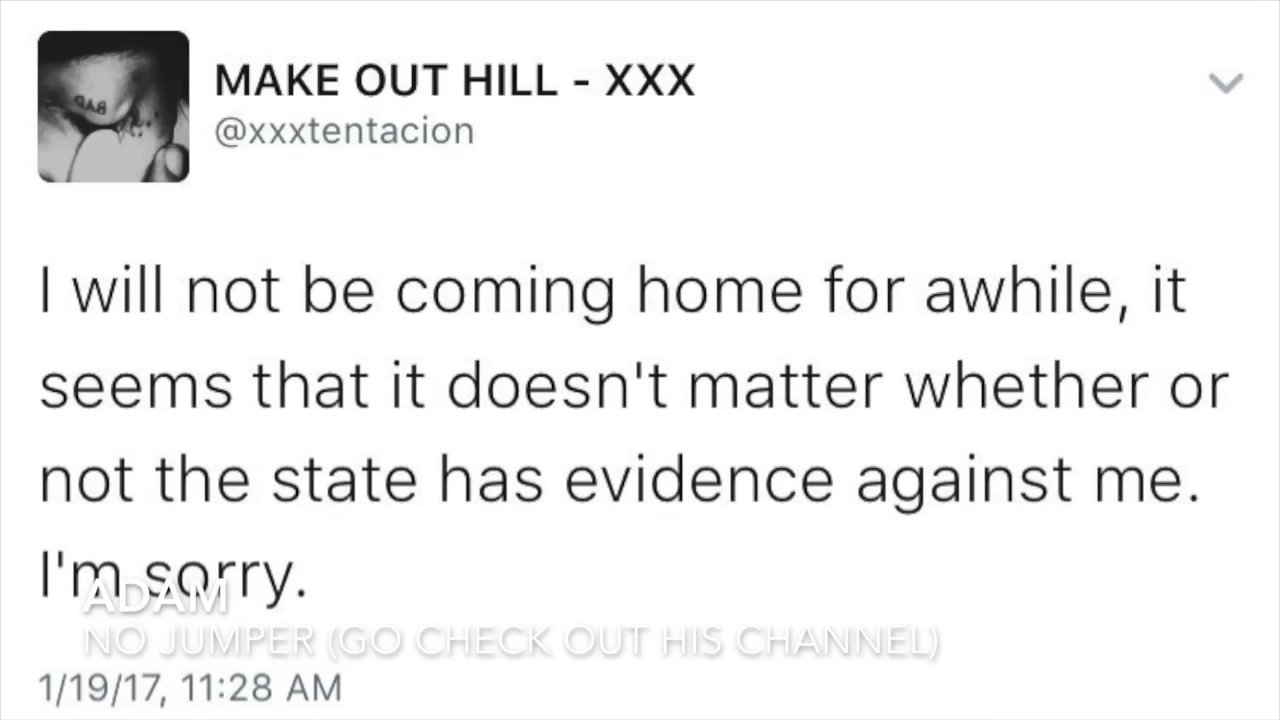 MAKE OUT HILL - XXX
@xxxtentacion
I will not be coming home for awhile, it
seems that it doesn't matter whether or
not the state has evidence against me.
I'm sorry.
ADAM
NO JUMPER (GO CHECK OUT HIS CHANNEL)
1/19/17, 11:28 AM